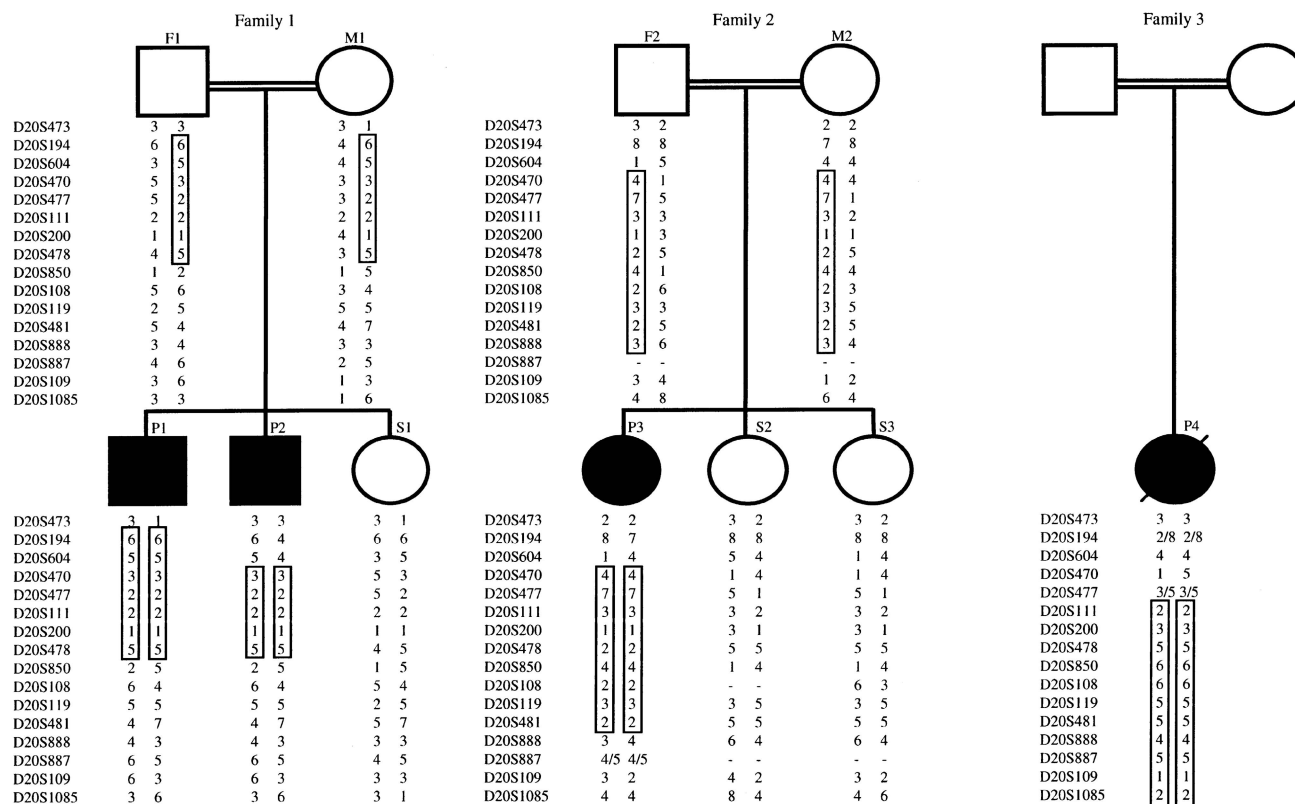 Family 1 Family 2 Family 3
F1 M1 F2 M2
D20S473 3 3 3 1 D20S473 3 2 2 2
D20S194 6 6 4 6 D20S194 8 8 7 8
D20S604 3 5 4 5 D20S604 1 5 4 4
D20S470 5 3 3 3 D20S470 4 1 4 4
D20S477 5 2 3 2 D20S477 7 5 7 1
D20S111 2 2 2 2 D20S111 3 3 3 2
D20S200 1 1 4 1 D20S200 1 3 1 1
D20S478 4 5 3 5 D20S478 2 5 2 5
D20S850 1 2 1 5 D20S850 4 1 4 4
D20S108 5 6 3 4 D20S108 2 6 2 3
D20S119 2 5 5 5 D20S119 3 3 3 5
D20S481 5 4 4 7 D20S481 2 5 2 5
D20S888 3 4 3 3 D20S888 3 6 3 4
D20S887 4 6 2 5 D20S887 - - - -
D20S109 3 6 1 3 D20S109 3 4 1 2
D20S1085 3 3 1 6 D20S1085 4 8 6 4
P1 P2 S1 P3 S2 S3 P4
D20S473 3 1 3 3 3 1 D20S473 2 2 3 2 3 2 D20S473 3 3
D20S194 6 6 6 4 6 6 D20S194 8 7 8 8 8 8 D20S194 2/8 2/8
D20S604 5 5 5 4 3 5 D20S604 1 4 5 4 1 4 D20S604 4 4
D20S470 3 3 3 3 5 3 D20S470 4 4 1 4 1 4 D20S470 1 5
D20S477 2 2 2 2 5 2 D20S477 7 7 5 1 5 1 D20S477 3/5 3/5
D20S111 2 2 2 2 2 2 D20S111 3 3 3 2 3 2 D20S111 2 2
D20S200 1 1 1 1 1 1 D20S200 1 1 3 1 3 1 D20S200 3 3
D20S478 5 5 5 5 4 5 D20S478 2 2 5 5 5 5 D20S478 5 5
D20S850 2 5 2 5 1 5 D20S850 4 4 1 4 1 4 D20S850 6 6
D20S108 6 4 6 4 5 4 D20S108 2 2 - - 6 3 D20S108 6 6
D20S119 5 5 5 5 2 5 D20S119 3 3 3 5 3 5 D20S119 5 5
D20S481 4 7 4 7 5 7 D20S481 2 2 5 5 5 5 D20S481 5 5
D20S888 4 3 4 3 3 3 D20S888 3 4 6 4 6 4 D20S888 4 4
D20S887 6 5 6 5 4 5 D20S887 4/5 4/5 - - - - D20S887 5 5
D20S109 6 3 6 3 3 3 D20S109 3 2 4 2 3 2 D20S109 1 1
D20S1085 3 6 3 6 3 1 D20S1085 4 4 8 4 4 6 D20S1085 2 2